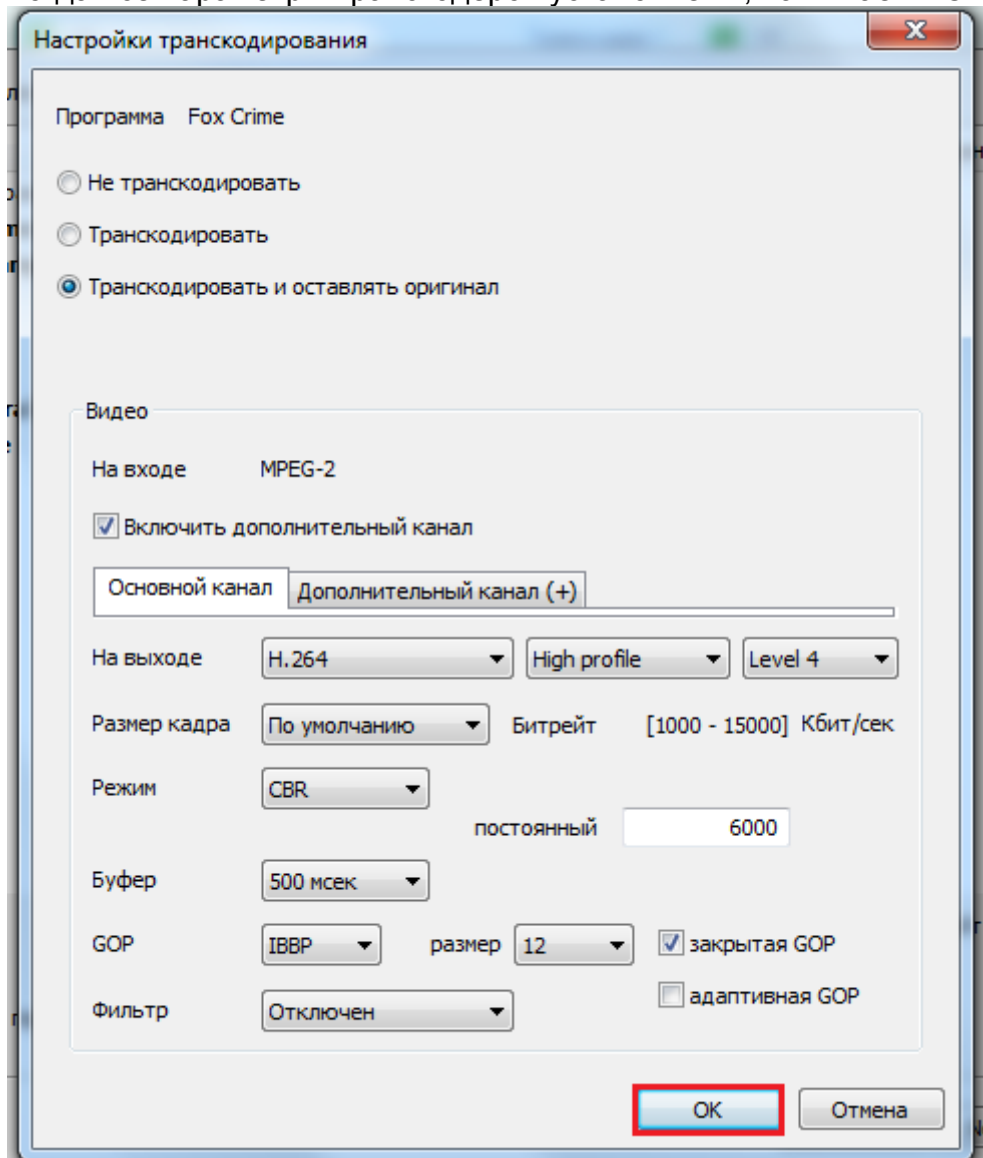 Настройки транскодирования
Программа Fox Crime
Не транскодировать
Транскодировать
Транскодировать и оставлять оригинал
Видео
На входе MPEG-2
Включить дополнительный канал
Основной канал Дополнительный канал (+)
На выходе H.264 High profile Level 4
Размер кадра По умолчанию Битрейт [1000 - 15000] Кбит/сек
Режим CBR
постоянный 6000
Буфер 500 мсек
GOP IBBP размер 12 закрытая GOP
адаптивная GOP
Фильтр Отключен
OK Отмена